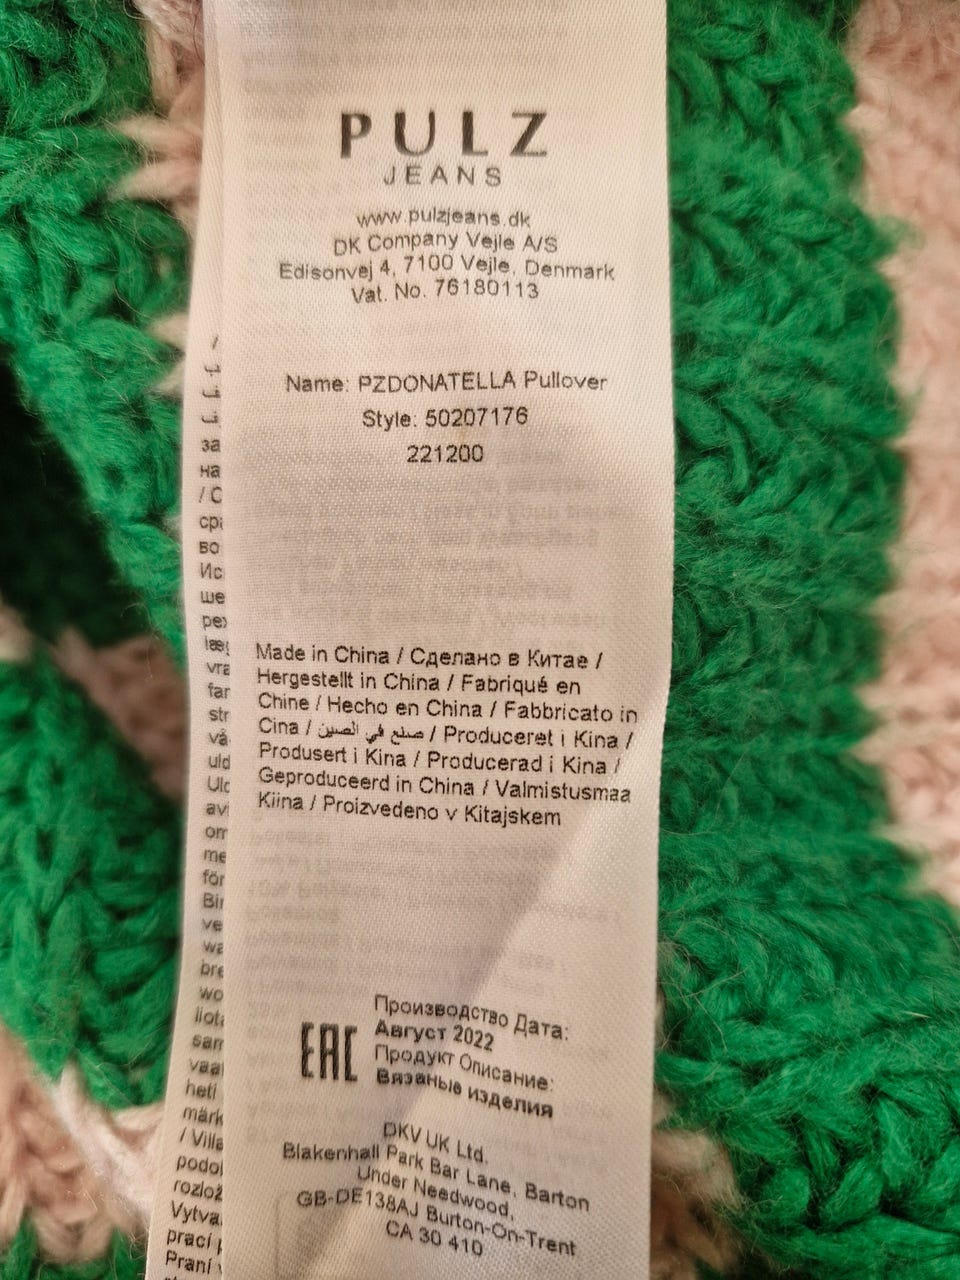 PULZ
JEANS
www.pulzjeans.dk
DK Company Vejle A/S
Edisonvej 4, 7100 Vejle, Denmark
Vat. No. 76180113
Name: PZDONATELLA Pullover
Style: 50207176
221200
Made in China / Сделано в Китае /
Hergestellt in China / Fabriqué en
Chine / Hecho en China / Fabbricato in
Cina / صنع في الصين / Produceret i Kina /
Produsert i Kina / Producerad i Kina /
Geproduceerd in China / Valmistusmaa
Kiina / Proizvedeno v Kitajskem
EAC
Производство Дата:
Август 2022
Продукт Описание:
Вязаные изделия
DKV UK Ltd.
Blakenhall Park Bar Lane, Barton
Under Needwood,
GB-DE138AJ Burton-On-Trent
CA 30 410
за
на
во